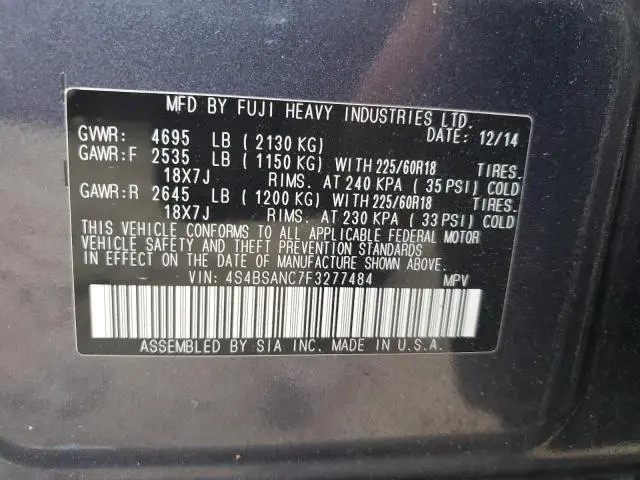 MFD BY FUJI HEAVY INDUSTRIES LTD.
GVWR: 4695 LB (2130 KG) DATE: 12/14
GAWR:F 2535 LB (1150 KG) WITH 225/60R18 TIRES.
18X7J RIMS. AT 240 KPA (35 PSI) COLD
GAWR:R 2645 LB (1200 KG) WITH 225/60R18 TIRES.
18X7J RIMS. AT 230 KPA (33 PSI) COLD
THIS VEHICLE CONFORMS TO ALL APPLICABLE FEDERAL MOTOR
VEHICLE SAFETY AND THEFT PREVENTION STANDARDS
IN EFFECT ON THE DATE OF MANUFACTURE SHOWN ABOVE.
VIN: 4S4BSANC7F3277484 MPV
ASSEMBLED BY SIA INC. MADE IN U.S.A.